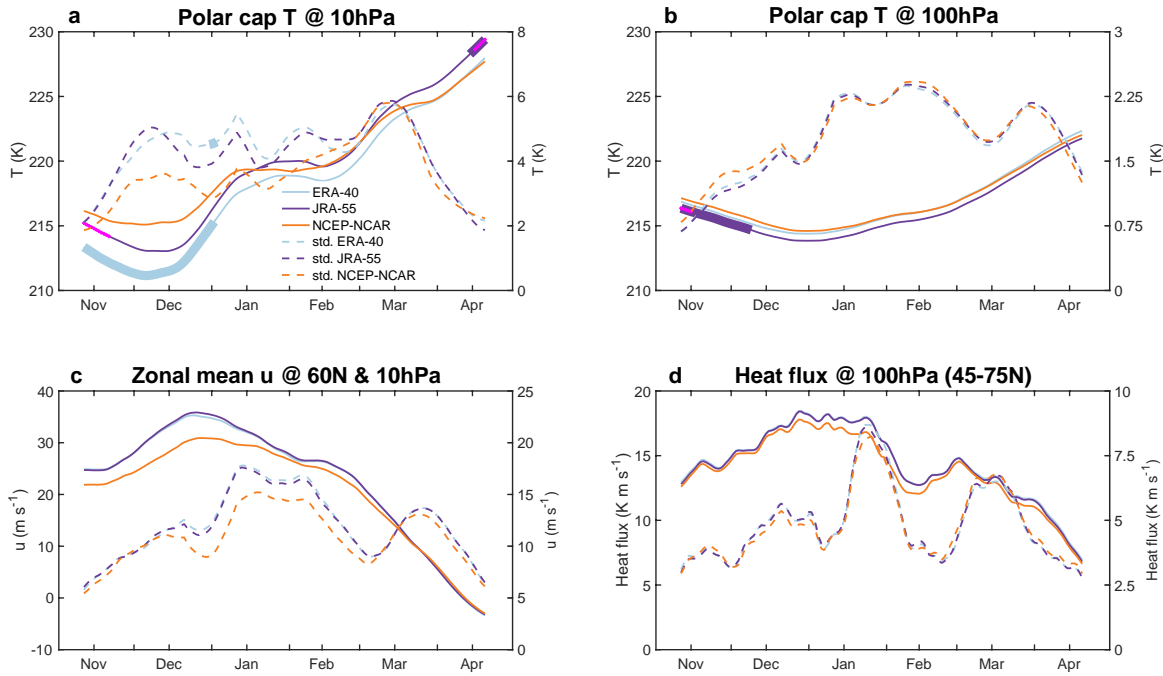 a Polar cap T @ 10hPa
230
225
220
215
210
T (K)
8
6
4
2
0
T (K)
ERA-40
JRA-55
NCEP-NCAR
std. ERA-40
std. JRA-55
std. NCEP-NCAR
Nov Dec Jan Feb Mar Apr
b Polar cap T @ 100hPa
230
225
220
215
210
T (K)
3
2.25
1.5
0.75
0
T (K)
Nov Dec Jan Feb Mar Apr
c Zonal mean u @ 60N & 10hPa
40
30
20
10
0
-10
u (m s-1)
25
20
15
10
5
0
u (m s-1)
Nov Dec Jan Feb Mar Apr
d Heat flux @ 100hPa (45-75N)
20
15
10
5
0
Heat flux (K m s-1)
10
7.5
5
2.5
0
Heat flux (K m s-1)
Nov Dec Jan Feb Mar Apr